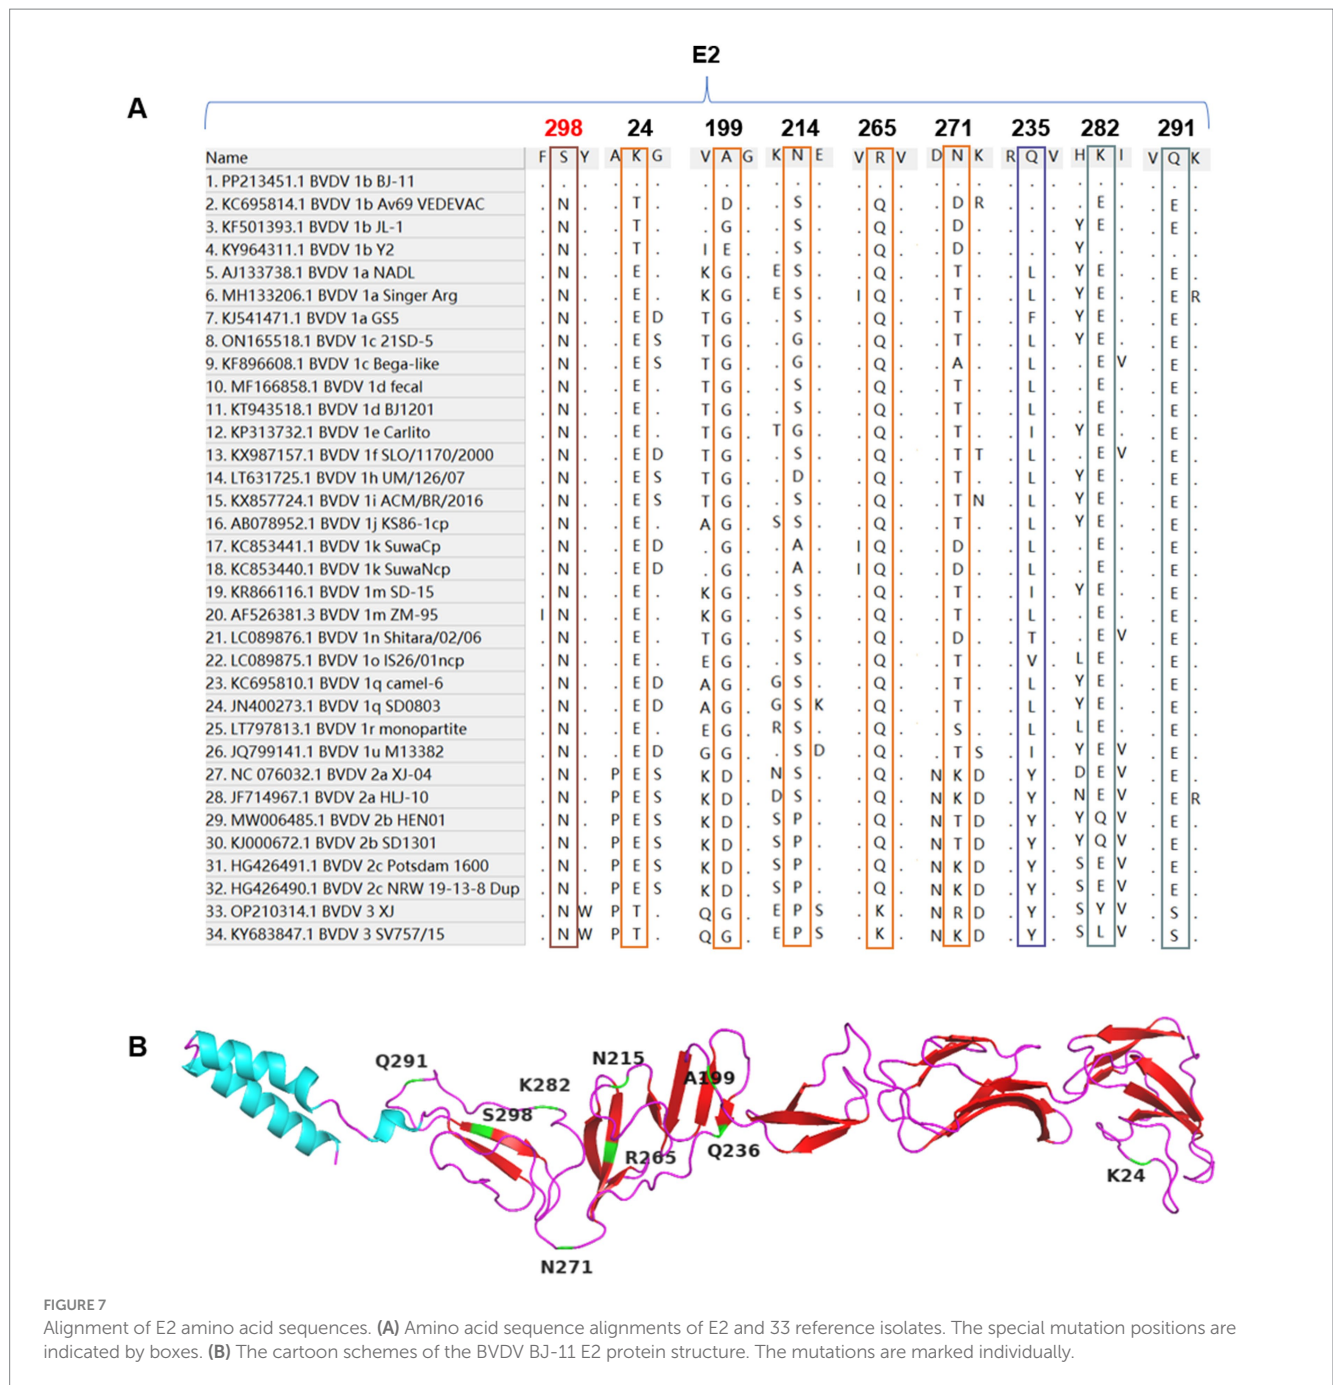 E2
A
298 24 199 214 265 271 235 282 291
Name F S Y A K G V A G K N E V R V D N K R Q V H K I V Q K
1. PP213451.1 BVDV 1b BJ-11 . . . . . . . . . . . . . . . . . . . . . . . . . . .
2. KC695814.1 BVDV 1b Av69 VEDEVAC . N . . T . . D . . S . . Q . . D R . . . . E . . E .
3. KF501393.1 BVDV 1b JL-1 . N . . T . . G . . S . . Q . . D . . . . Y E . . E .
4. KY964311.1 BVDV 1b Y2 . N . . T . I E . . S . . Q . . D . . . . Y . . . . .
5. AJ133738.1 BVDV 1a NADL . N . . E . K G . E S . . Q . . T . . L . Y E . . E .
6. MH133206.1 BVDV 1a Singer Arg . N . . E . K G . E S . I Q . . T . . L . Y E . . E R
7. KJ541471.1 BVDV 1a GS5 . N . . E D T G . . S . . Q . . T . . F . Y E . . E .
8. ON165518.1 BVDV 1c 21SD-5 . N . . E S T G . . G . . Q . . T . . L . Y E . . E .
9. KF896608.1 BVDV 1c Bega-like . N . . E S T G . . G . . Q . . A . . L . . E V . E .
10. MF166858.1 BVDV 1d fecal . N . . E . T G . . S . . Q . . T . . L . . E . . E .
11. KT943518.1 BVDV 1d BJ1201 . N . . E . T G . . S . . Q . . T . . L . . E . . E .
12. KP313732.1 BVDV 1e Carlito . N . . E . T G . T G . . Q . . T . . I . Y E . . E .
13. KX987157.1 BVDV 1f SLO/1170/2000 . N . . E D T G . . S . . Q . . T T . L . . E V . E .
14. LT631725.1 BVDV 1h UM/126/07 . N . . E S T G . . D . . Q . . T . . L . Y E . . E .
15. KX857724.1 BVDV 1i ACM/BR/2016 . N . . E S T G . . S . . Q . . T N . L . Y E . . E .
16. AB078952.1 BVDV 1j KS86-1cp . N . . E . A G . S S . . Q . . T . . L . Y E . . E .
17. KC853441.1 BVDV 1k SuwaCp . N . . E D . G . . A . I Q . . D . . L . . E . . E .
18. KC853440.1 BVDV 1k SuwaNcp . N . . E D . G . . A . I Q . . D . . L . . E . . E .
19. KR866116.1 BVDV 1m SD-15 . N . . E . K G . . S . . Q . . T . . I . Y E . . E .
20. AF526381.3 BVDV 1m ZM-95 I N . . E . K G . . S . . Q . . T . . L . . E . . E .
21. LC089876.1 BVDV 1n Shitara/02/06 . N . . E . T G . . S . . Q . . D . . T . . E V . E .
22. LC089875.1 BVDV 1o IS26/01ncp . N . . E . E G . . S . . Q . . T . . V . L E . . E .
23. KC695810.1 BVDV 1q camel-6 . N . . E D A G . G S . . Q . . T . . L . Y E . . E .
24. JN400273.1 BVDV 1q SD0803 . N . . E D A G . G S K . Q . . T . . L . Y E . . E .
25. LT797813.1 BVDV 1r monopartite . N . . E . E G . R S . . Q . . S . . L . L E . . E .
26. JQ799141.1 BVDV 1u M13382 . N . . E D G G . . S D . Q . . T S . I . Y E V . E .
27. NC 076032.1 BVDV 2a XJ-04 . N . P E S K D . N S . . Q . N K D . Y . D E V . E .
28. JF714967.1 BVDV 2a HLJ-10 . N . P E S K D . D S . . Q . N K D . Y . N E V . E R
29. MW006485.1 BVDV 2b HEN01 . N . P E S K D . S P . . Q . N T D . Y . Y Q V . E .
30. KJ000672.1 BVDV 2b SD1301 . N . P E S K D . S P . . Q . N T D . Y . Y Q V . E .
31. HG426491.1 BVDV 2c Potsdam 1600 . N . P E S K D . S P . . Q . N K D . Y . S E V . E .
32. HG426490.1 BVDV 2c NRW 19-13-8 Dup . N . P E S K D . S P . . Q . N K D . Y . S E V . E .
33. OP210314.1 BVDV 3 XJ . N W P T . Q G . E P S . K . N R D . Y . S Y V . S .
34. KY683847.1 BVDV 3 SV757/15 . N W P T . Q G . E P S . K . N K D . Y . S L V . S .
B
Q291
K282
S298
N215
A199
R265
Q236
N271
K24
FIGURE 7
Alignment of E2 amino acid sequences. (A) Amino acid sequence alignments of E2 and 33 reference isolates. The special mutation positions are
indicated by boxes. (B) The cartoon schemes of the BVDV BJ-11 E2 protein structure. The mutations are marked individually.